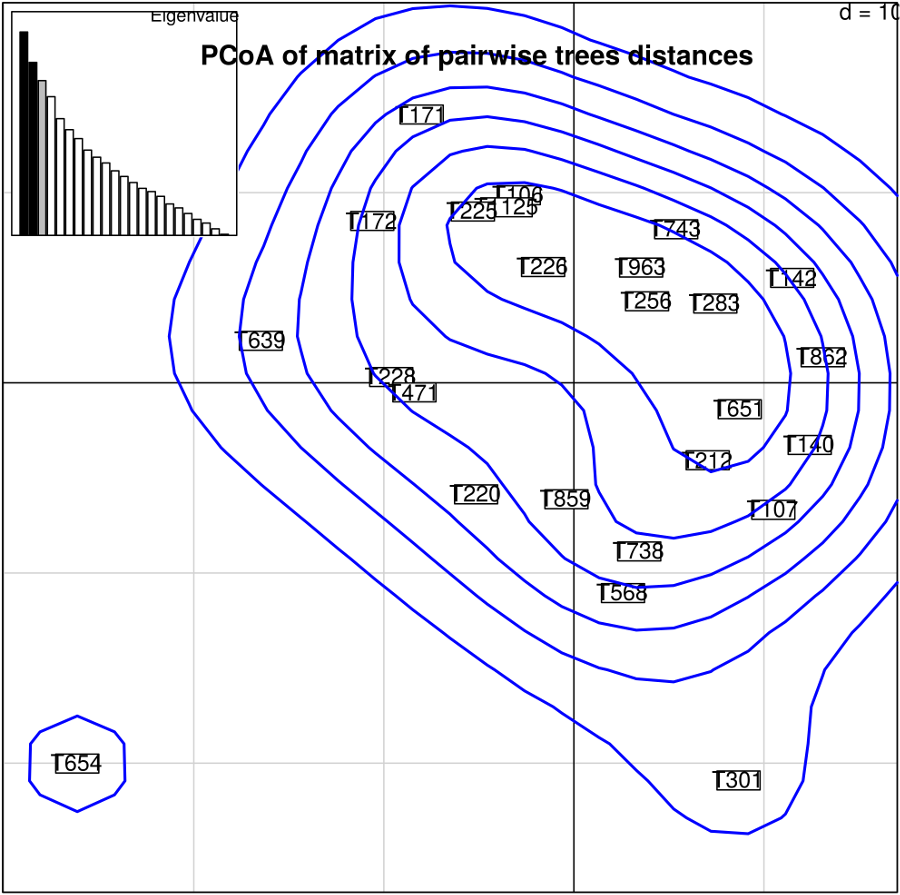 Eigenvalue
d = 10
PCoA of matrix of pairwise trees distances
T171
T106
T125
T225
T172
T743
T226
T963
T142
T256
T283
T639
T862
T228
T471
T651
T140
T212
T220
T859
T107
T738
T568
T654
T301